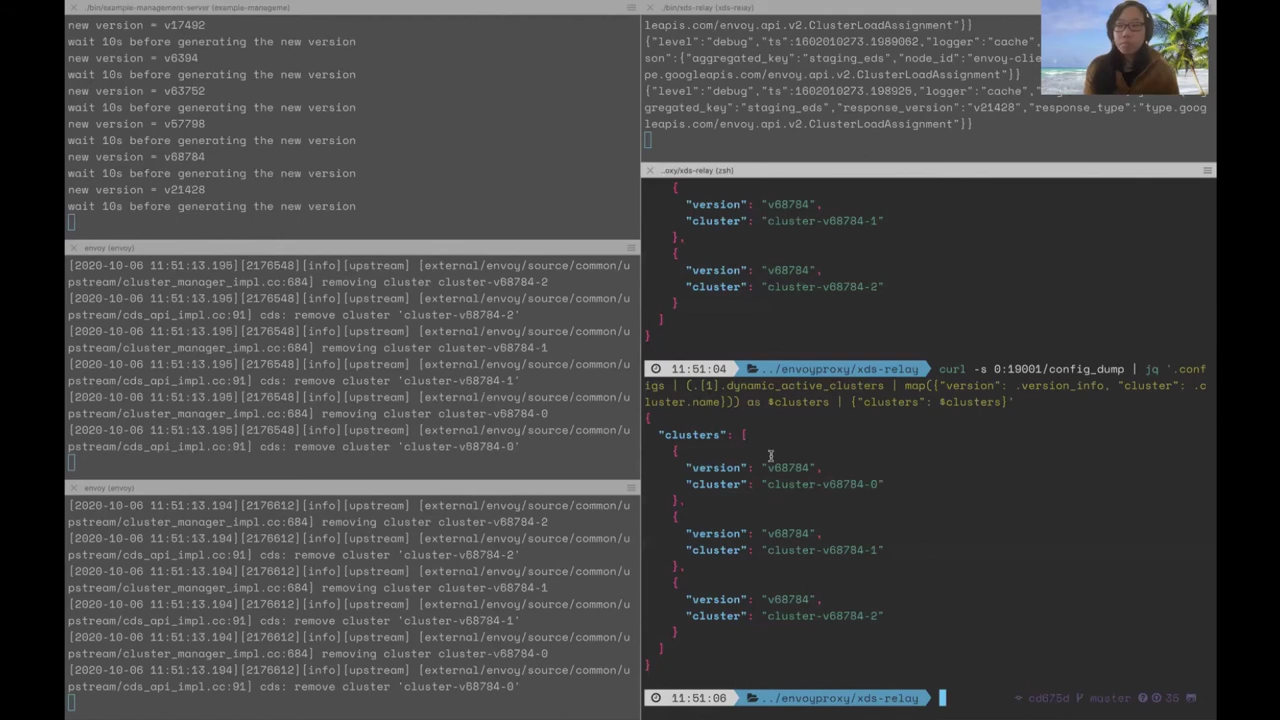 ./bin/example-management-server (example-manageme)
new version = v17492
wait 10s before generating the new version
new version = v6394
wait 10s before generating the new version
new version = v63752
wait 10s before generating the new version
new version = v57798
wait 10s before generating the new version
new version = v68784
wait 10s before generating the new version
new version = v21428
wait 10s before generating the new version
envoy (envoy)
[2020-10-06 11:51:13.195][2176548][info][upstream] [external/envoy/source/common/u
pstream/cluster_manager_impl.cc:684] removing cluster cluster-v68784-2
[2020-10-06 11:51:13.195][2176548][info][upstream] [external/envoy/source/common/u
pstream/cds_api_impl.cc:91] cds: remove cluster 'cluster-v68784-2'
[2020-10-06 11:51:13.195][2176548][info][upstream] [external/envoy/source/common/u
pstream/cluster_manager_impl.cc:684] removing cluster cluster-v68784-1
[2020-10-06 11:51:13.195][2176548][info][upstream] [external/envoy/source/common/u
pstream/cds_api_impl.cc:91] cds: remove cluster 'cluster-v68784-1'
[2020-10-06 11:51:13.195][2176548][info][upstream] [external/envoy/source/common/u
pstream/cluster_manager_impl.cc:684] removing cluster cluster-v68784-0
[2020-10-06 11:51:13.195][2176548][info][upstream] [external/envoy/source/common/u
pstream/cds_api_impl.cc:91] cds: remove cluster 'cluster-v68784-0'
envoy (envoy)
[2020-10-06 11:51:13.194][2176612][info][upstream] [external/envoy/source/common/u
pstream/cluster_manager_impl.cc:684] removing cluster cluster-v68784-2
[2020-10-06 11:51:13.194][2176612][info][upstream] [external/envoy/source/common/u
pstream/cds_api_impl.cc:91] cds: remove cluster 'cluster-v68784-2'
[2020-10-06 11:51:13.194][2176612][info][upstream] [external/envoy/source/common/u
pstream/cluster_manager_impl.cc:684] removing cluster cluster-v68784-1
[2020-10-06 11:51:13.194][2176612][info][upstream] [external/envoy/source/common/u
pstream/cds_api_impl.cc:91] cds: remove cluster 'cluster-v68784-1'
[2020-10-06 11:51:13.194][2176612][info][upstream] [external/envoy/source/common/u
pstream/cluster_manager_impl.cc:684] removing cluster cluster-v68784-0
[2020-10-06 11:51:13.194][2176612][info][upstream] [external/envoy/source/common/u
pstream/cds_api_impl.cc:91] cds: remove cluster 'cluster-v68784-0'
./bin/xds-relay (xds-relay)
leapis.com/envoy.api.v2.ClusterLoadAssignment"}}
{"level":"debug","ts":1602010273.1989062,"logger":"cache",
son":{"aggregated_key":"staging_eds","node_id":"envoy-clie
pe.googleapis.com/envoy.api.v2.ClusterLoadAssignment"}}
{"level":"debug","ts":1602010273.198925,"logger":"cache",
gregated_key":"staging_eds","response_version":"v21428","response_type":"type.goog
leapis.com/envoy.api.v2.ClusterLoadAssignment"}}
..oxy/xds-relay (zsh)
{
"version": "v68784",
"cluster": "cluster-v68784-1"
},
{
"version": "v68784",
"cluster": "cluster-v68784-2"
}
]
}
11:51:04 ../envoyproxy/xds-relay curl -s 0:19001/config_dump | jq '.conf
igs | (.[1].dynamic_active_clusters | map({"version": .version_info, "cluster": .c
luster.name})) as $clusters | {"clusters": $clusters}'
{
"clusters": [
{
"version": "v68784",
"cluster": "cluster-v68784-0"
},
{
"version": "v68784",
"cluster": "cluster-v68784-1"
},
{
"version": "v68784",
"cluster": "cluster-v68784-2"
}
]
}
11:51:06 ../envoyproxy/xds-relay cd675d master 35